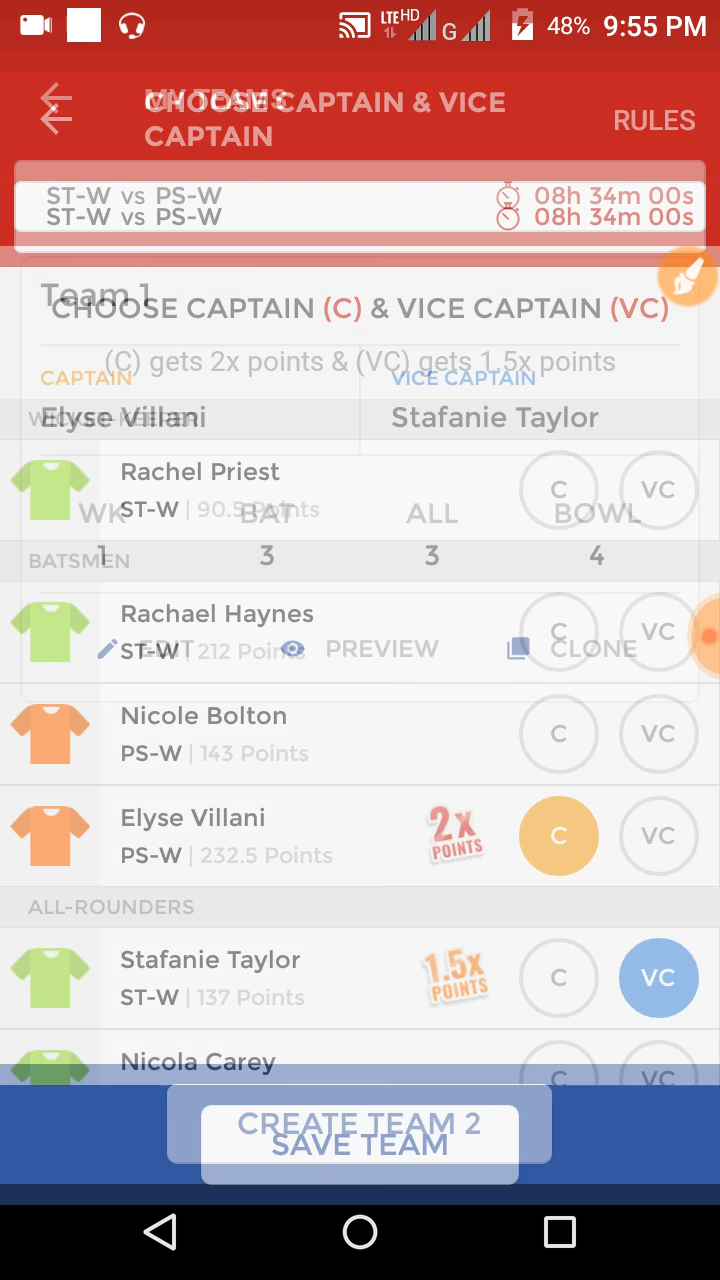 LTE HD G 48% 9:55 PM
MY TEAMS
CHOOSE CAPTAIN & VICE
CAPTAIN
RULES
ST-W vs PS-W 08h 34m 00s
ST-W vs PS-W 08h 34m 00s
Team 1
CHOOSE CAPTAIN (C) & VICE CAPTAIN (VC)
(C) gets 2x points & (VC) gets 1.5x points
CAPTAIN VICE CAPTAIN
Elyse Villani Stafanie Taylor
WICKET-KEEPER
Rachel Priest C VC
ST-W | 90.5 Points
WK BAT ALL BOWL
1 3 3 4
BATSMEN
Rachael Haynes C VC
ST-W | 212 Points
EDIT PREVIEW CLONE
Nicole Bolton C VC
PS-W | 143 Points
Elyse Villani 2x POINTS C VC
PS-W | 232.5 Points
ALL-ROUNDERS
Stafanie Taylor 1.5x POINTS C VC
ST-W | 137 Points
Nicola Carey C VC
CREATE TEAM 2
SAVE TEAM